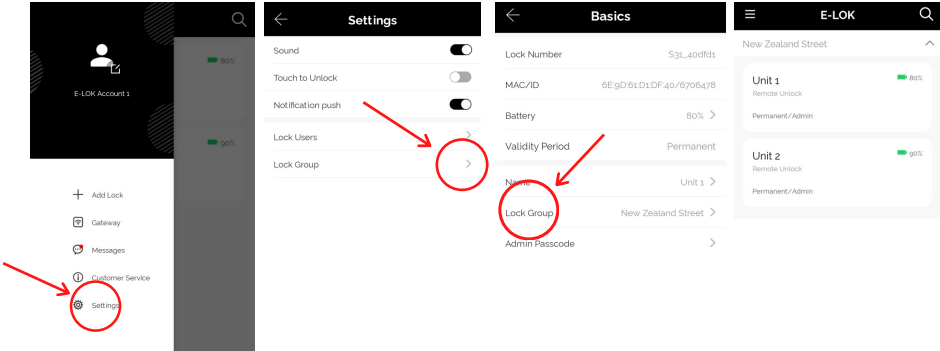 80%
E-LOK Account 1
90%
Add Lock
Gateway
Messages
Customer Service
Settings
Settings
Sound
Touch to Unlock
Notification push
Lock Users
Lock Group
Basics
Lock Number S31_40dfd1
MAC/ID 6E:9D:61:D1:DF:40/6706478
Battery 80%
Validity Period Permanent
Name Unit 1
Lock Group New Zealand Street
Admin Passcode
E-LOK
New Zealand Street
Unit 1 80%
Remote Unlock
Permanent/Admin
Unit 2 90%
Remote Unlock
Permanent/Admin